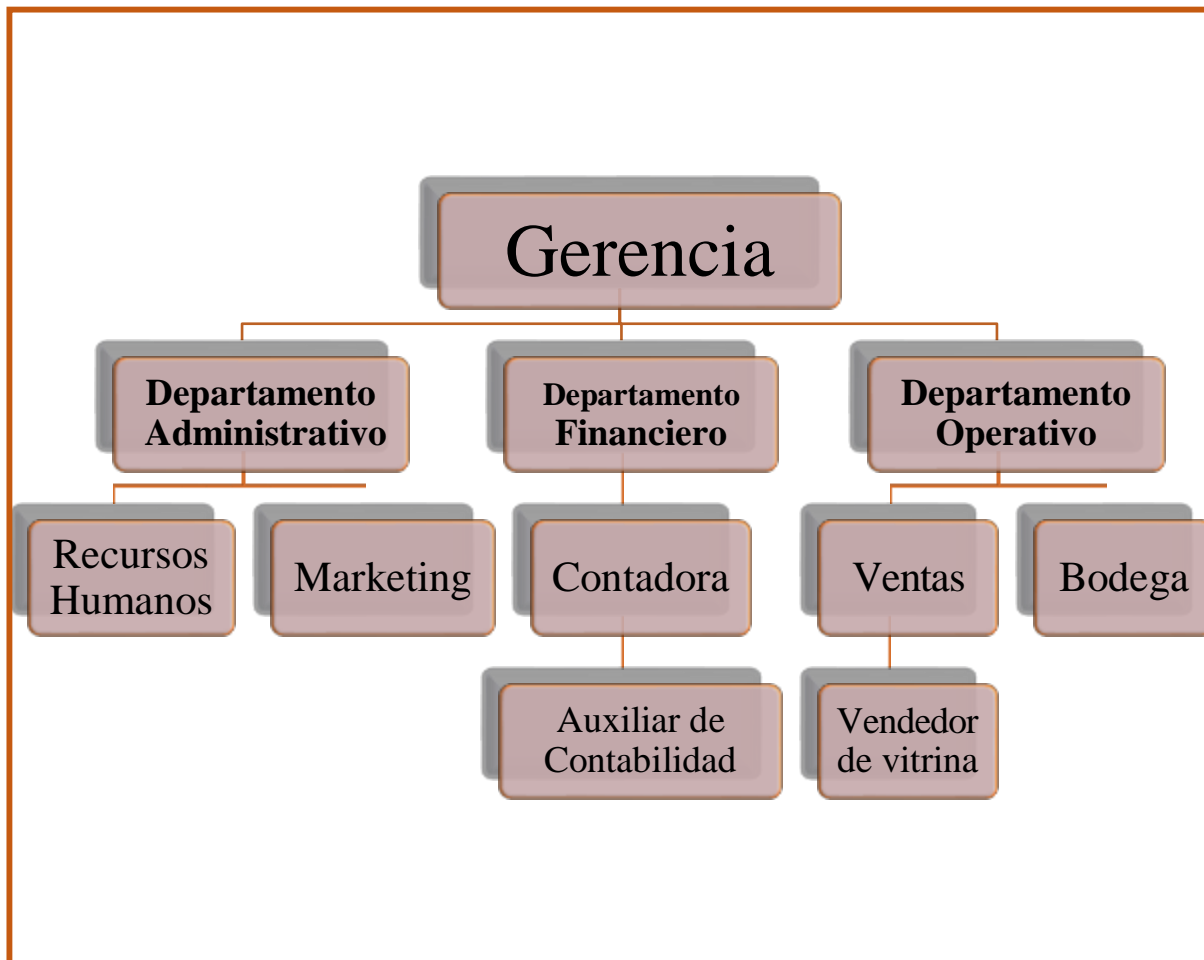 Gerencia
Departamento
Administrativo
Departamento
Financiero
Departamento
Operativo
Recursos
Humanos
Marketing
Contadora
Ventas
Bodega
Auxiliar de
Contabilidad
Vendedor
de vitrina